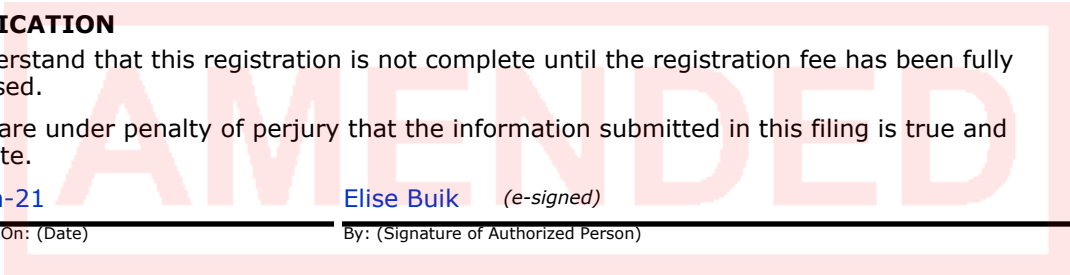 ICATION
erstand that this registration is not complete until the registration fee has been fully
sed.
are under penalty of perjury that the information submitted in this filing is true and
te.
-21 Elise Buik (e-signed)
On: (Date) By: (Signature of Authorized Person)
AMENDED